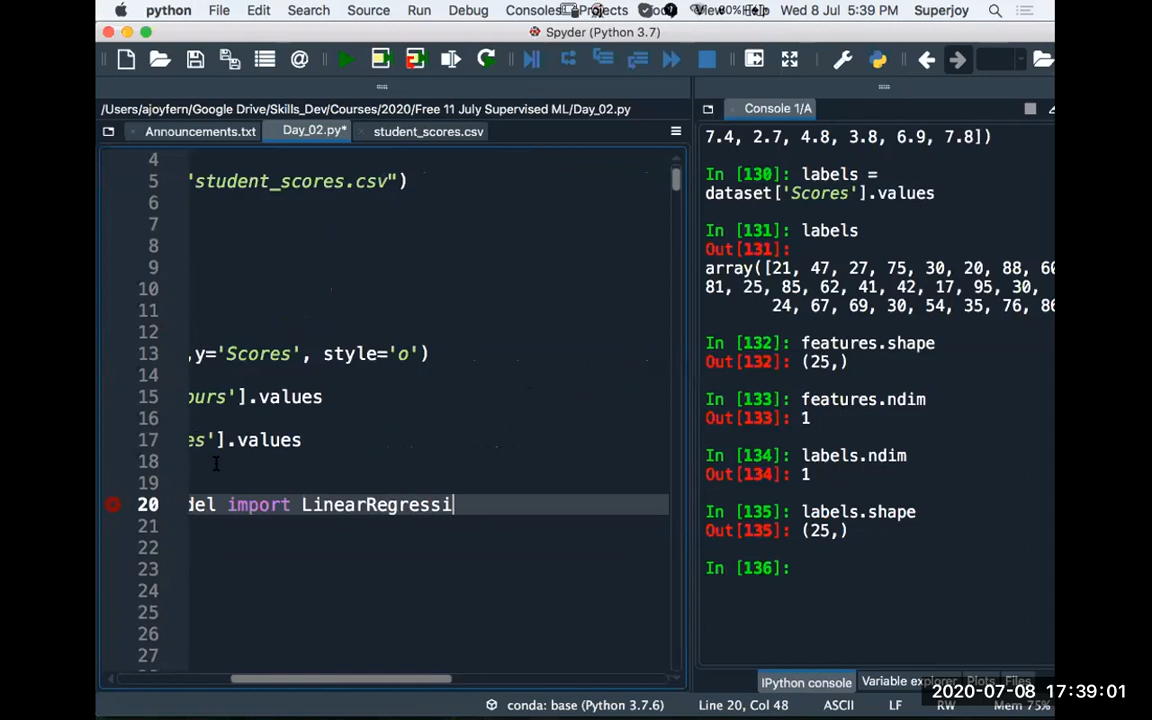 python File Edit Search Source Run Debug Consoles Projects View Help 80% Wed 8 Jul 5:39 PM Superjoy
Spyder (Python 3.7)
/Users/ajoyfern/Google Drive/Skills_Dev/Courses/2020/Free 11 July Supervised ML/Day_02.py
Announcements.txt Day_02.py* student_scores.csv
Console 1/A
4
5 "student_scores.csv")
6
7
8
9
10
11
12
13 ,y='Scores', style='o')
14
15 ours'].values
16
17 es'].values
18
19
20 del import LinearRegressi
21
22
23
24
25
26
27
7.4, 2.7, 4.8, 3.8, 6.9, 7.8])
In [130]: labels =
dataset['Scores'].values
In [131]: labels
Out[131]:
array([21, 47, 27, 75, 30, 20, 88, 60
81, 25, 85, 62, 41, 42, 17, 95, 30,
24, 67, 69, 30, 54, 35, 76, 86
In [132]: features.shape
Out[132]: (25,)
In [133]: features.ndim
Out[133]: 1
In [134]: labels.ndim
Out[134]: 1
In [135]: labels.shape
Out[135]: (25,)
In [136]:
IPython console Variable explorer Plots Files
2020-07-08 17:39:01
conda: base (Python 3.7.6) Line 20, Col 48 ASCII LF RW Mem 75%